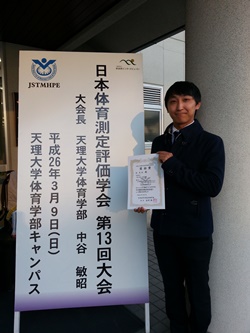 JSTMHPE
日本体育測定評価学会 第13回大会
大会長 天理大学体育学部 中谷 敏昭
平成26年3月9日(日)
天理大学体育学部キャンパス